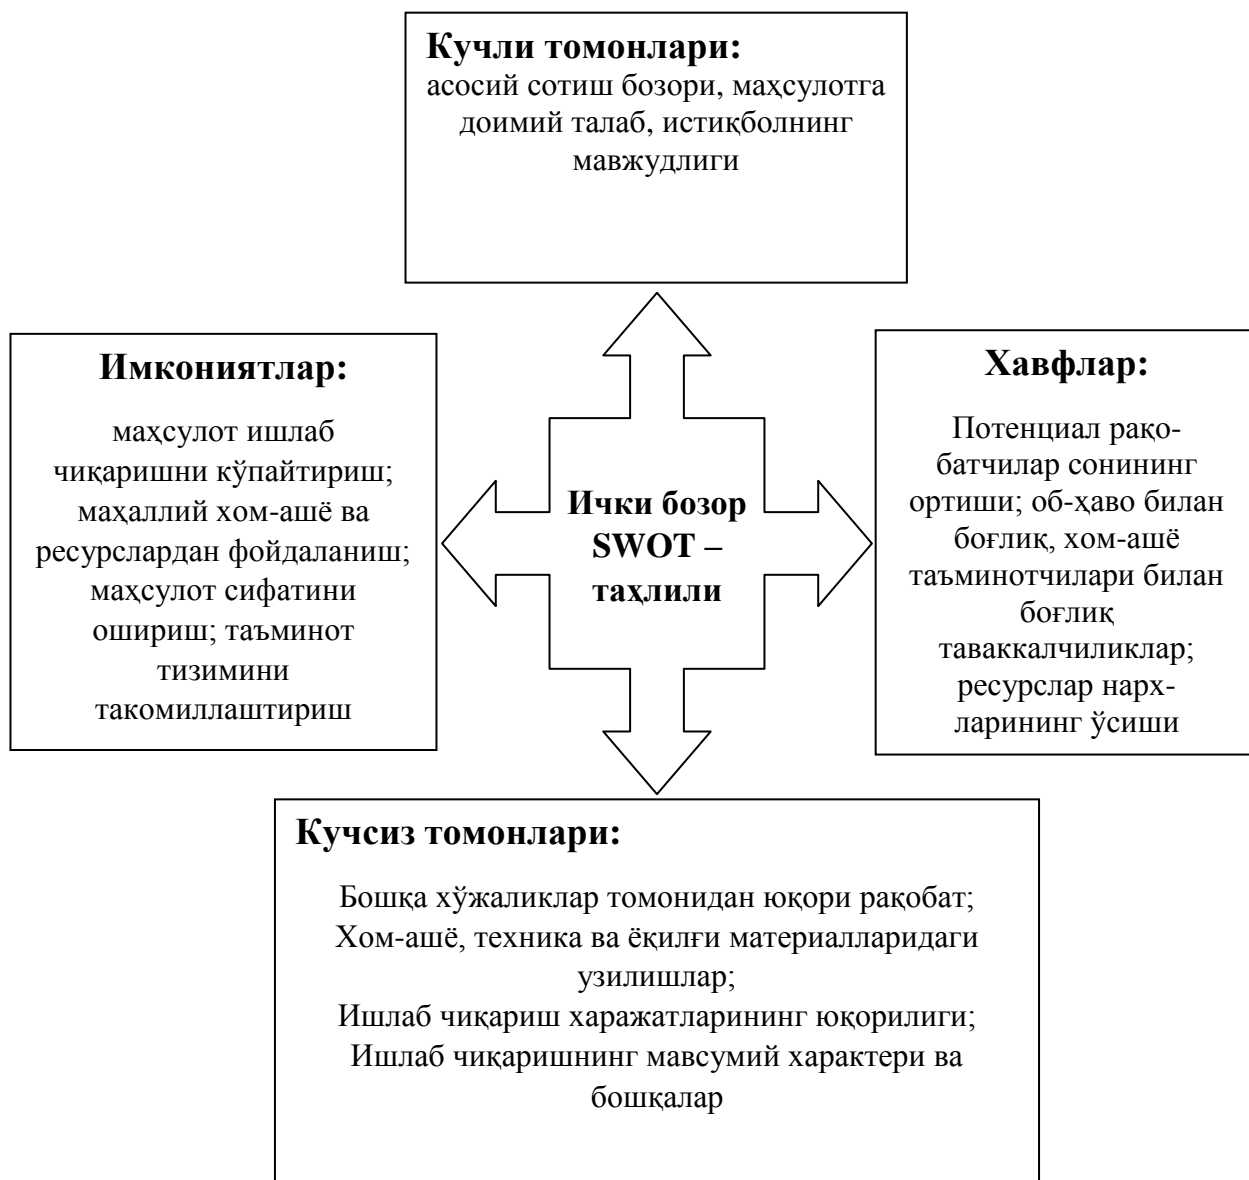 Кучли томонлари:
асосий сотиш бозори, маҳсулотга
доимий талаб, истиқболнинг
мавжудлиги
Имкониятлар:
маҳсулот ишлаб
чиқаришни кўпайтириш;
маҳаллий хом-ашё ва
ресурслардан фойдаланиш;
маҳсулот сифатини
ошириш; таъминот
тизимини
такомиллаштириш
Ички бозор
SWOT –
таҳлили
Хавфлар:
Потенциал рақо-
батчилар сонининг
ортиши; об-ҳаво билан
боғлиқ, хом-ашё
таъминотчилари билан
боғлиқ
таваккалчиликлар;
ресурслар нарх-
ларининг ўсиши
Кучсиз томонлари:
Бошқа хўжаликлар томонидан юқори рақобат;
Хом-ашё, техника ва ёқилғи материалларидаги
узилишлар;
Ишлаб чиқариш харажатларининг юқорилиги;
Ишлаб чиқаришнинг мавсумий характери ва
бошқалар